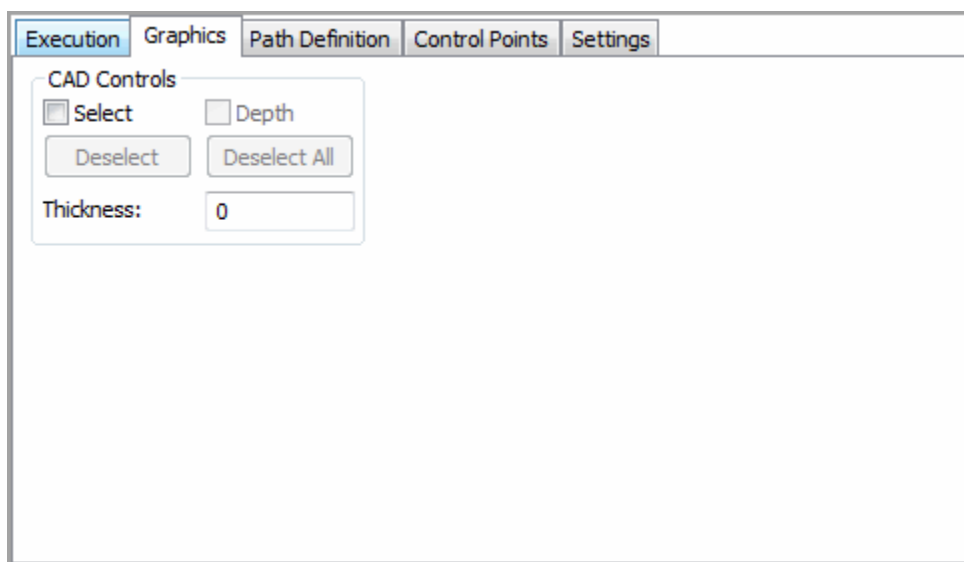 Execution Graphics Path Definition Control Points Settings
CAD Controls
Select Depth
Deselect Deselect All
Thickness: 0